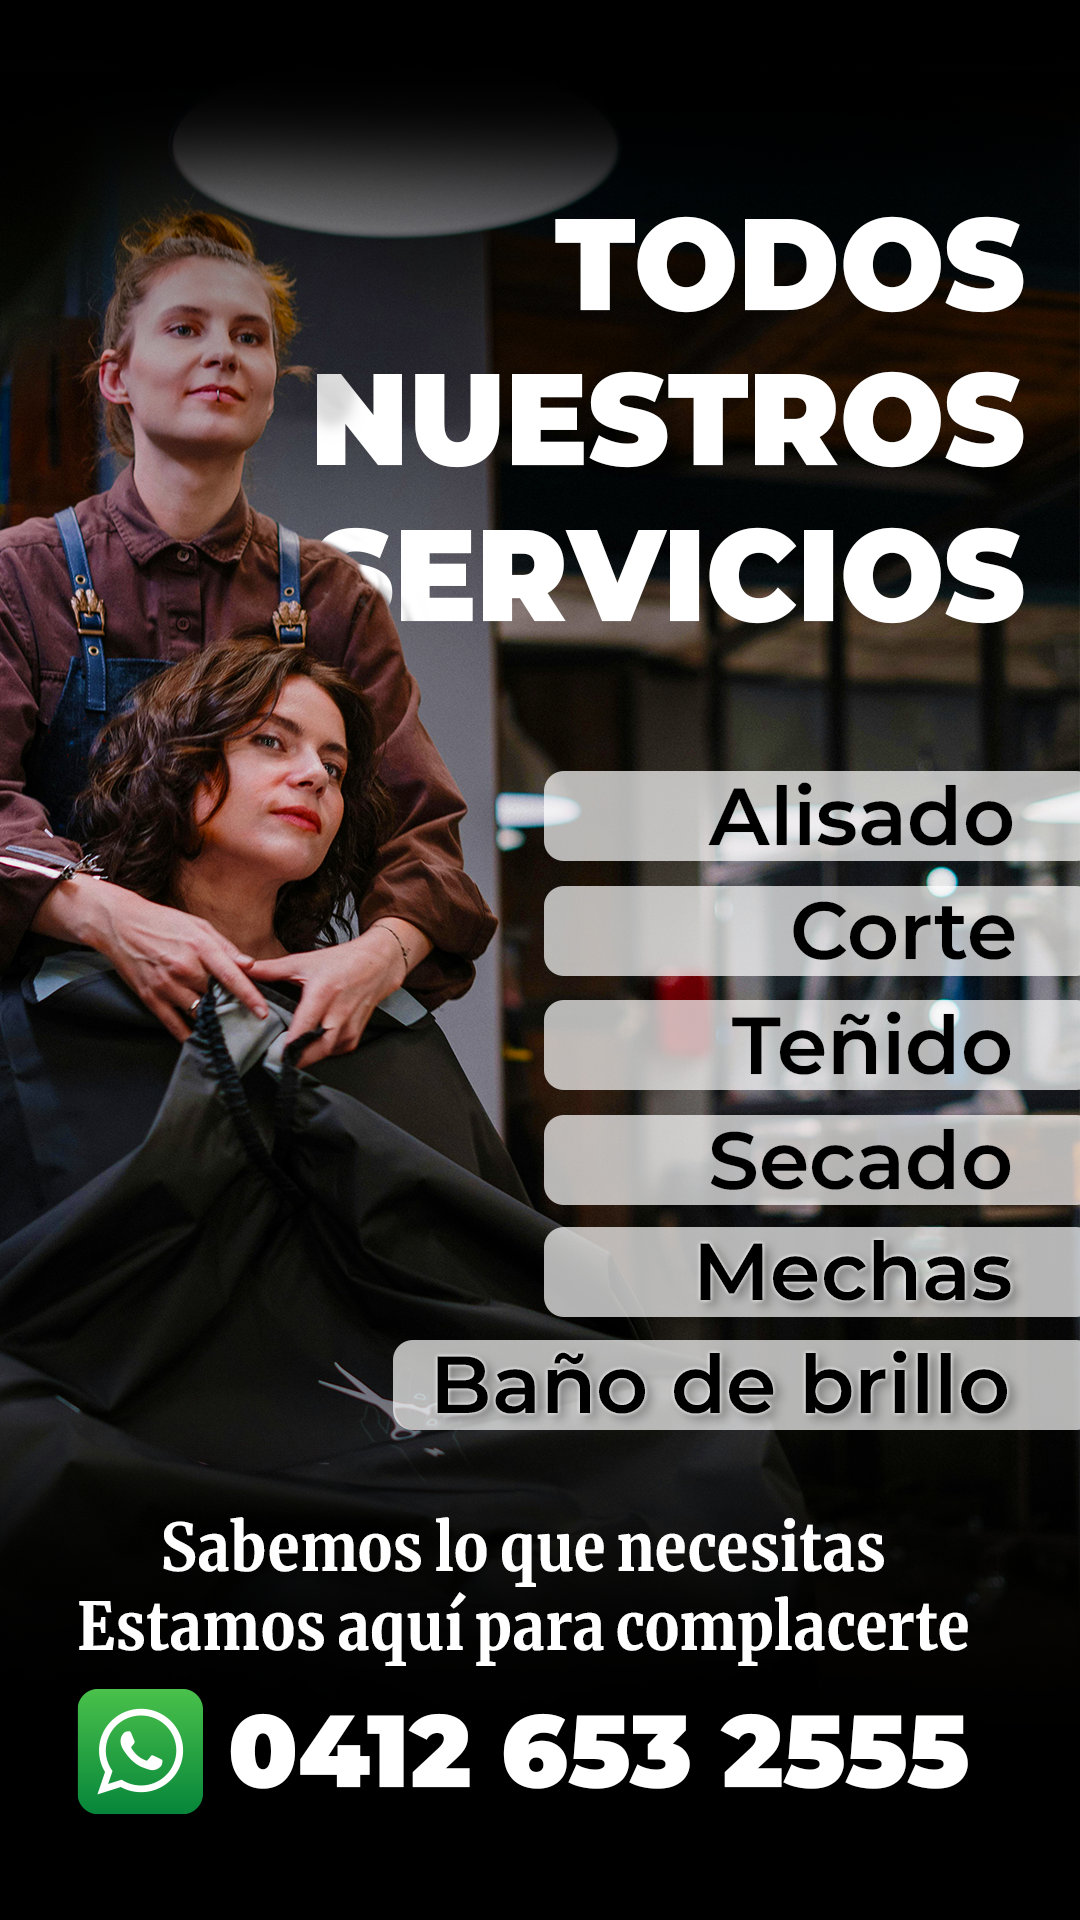 TODOS
NUESTROS
SERVICIOS
Alisado
Corte
Teñido
Secado
Mechas
Baño de brillo
Sabemos lo que necesitas
Estamos aquí para complacerte
0412 653 2555